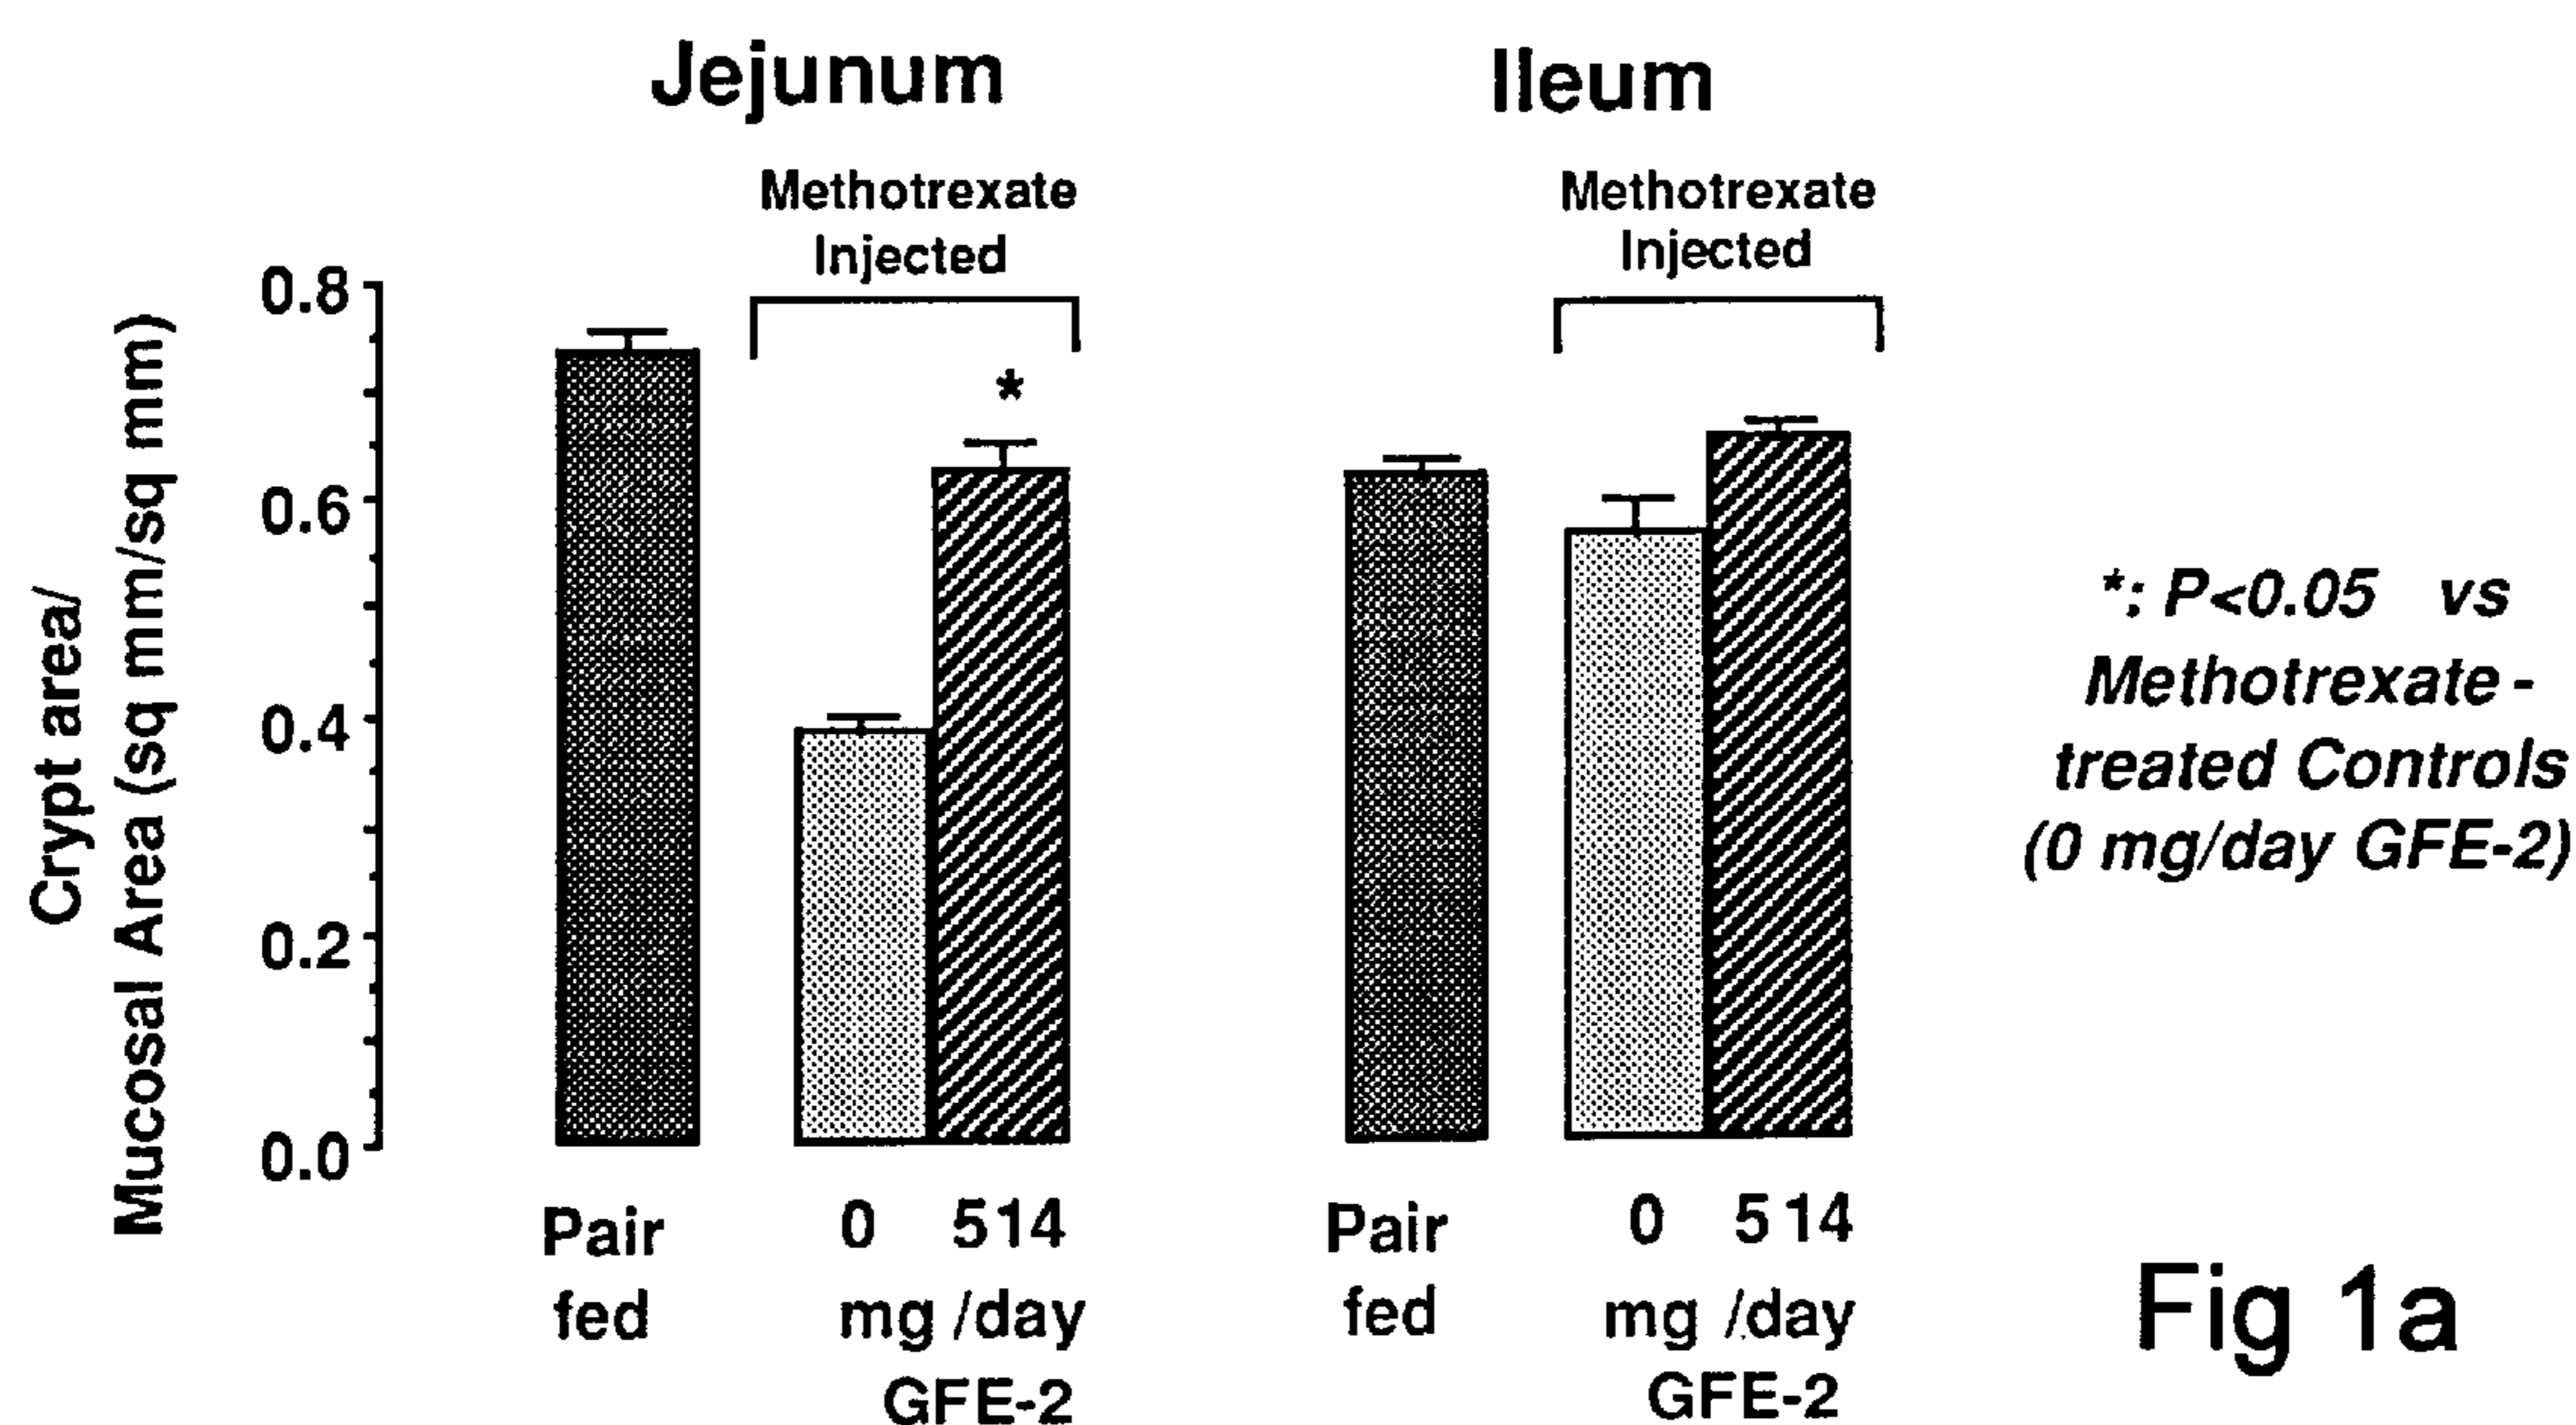 Jejunum
Ileum
Methotrexate
Injected
Methotrexate
Injected
Crypt area/
Mucosal Area (sq mm/sq mm)
0.8
0.6
0.4
0.2
0.0
*
*: P<0.05 vs
Methotrexate-
treated Controls
(0 mg/day GFE-2)
Pair
fed
0 514
mg /day
GFE-2
Pair
fed
0 514
mg /day
GFE-2
Fig 1a